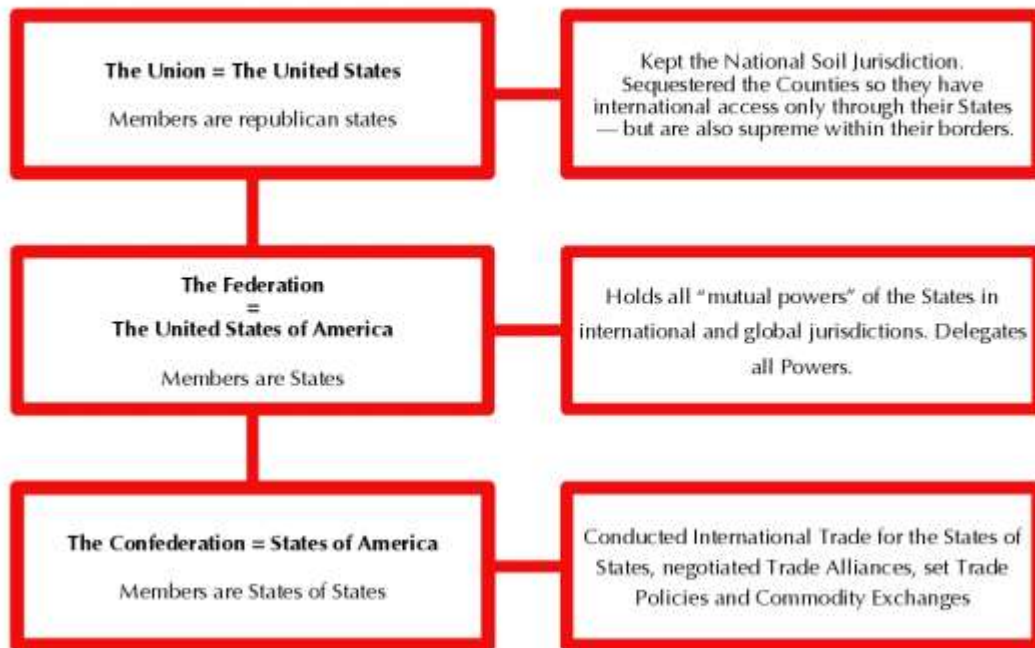 The Union = The United States
Members are republican states
Kept the National Soil Jurisdiction.
Sequestered the Counties so they have
international access only through their States
— but are also supreme within their borders.
The Federation
=
The United States of America
Members are States
Holds all “mutual powers” of the States in
international and global jurisdictions. Delegates
all Powers.
The Confederation = States of America
Members are States of States
Conducted International Trade for the States of
States, negotiated Trade Alliances, set Trade
Policies and Commodity Exchanges